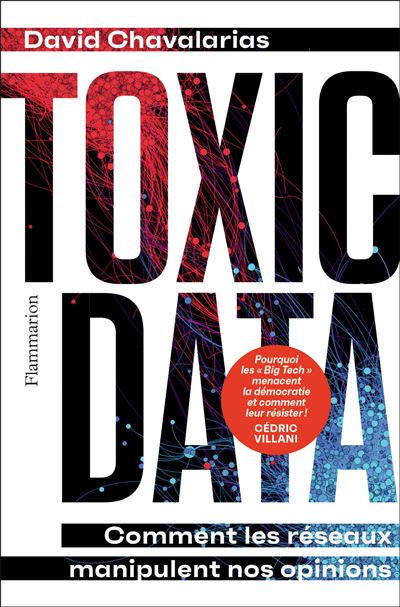 David Chavalarias
TOXIC
DATA
Flammarion
Pourquoi
les « Big Tech »
menacent
la démocratie
et comment
leur résister !
CÉDRIC
VILLANI
Comment les réseaux
manipulent nos opinions